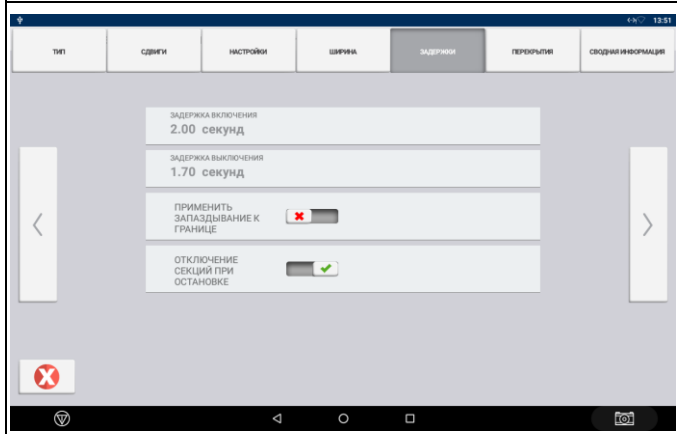 13:51
ТИП
СДВИГИ
НАСТРОЙКИ
ШИРИНА
ЗАДЕРЖКИ
ПЕРЕКРЫТИЯ
СВОДНАЯ ИНФОРМАЦИЯ
ЗАДЕРЖКА ВКЛЮЧЕНИЯ
2.00 секунд
ЗАДЕРЖКА ВЫКЛЮЧЕНИЯ
1.70 секунд
ПРИМЕНИТЬ
ЗАПАЗДЫВАНИЕ К
ГРАНИЦЕ
ОТКЛЮЧЕНИЕ
СЕКЦИЙ ПРИ
ОСТАНОВКЕ